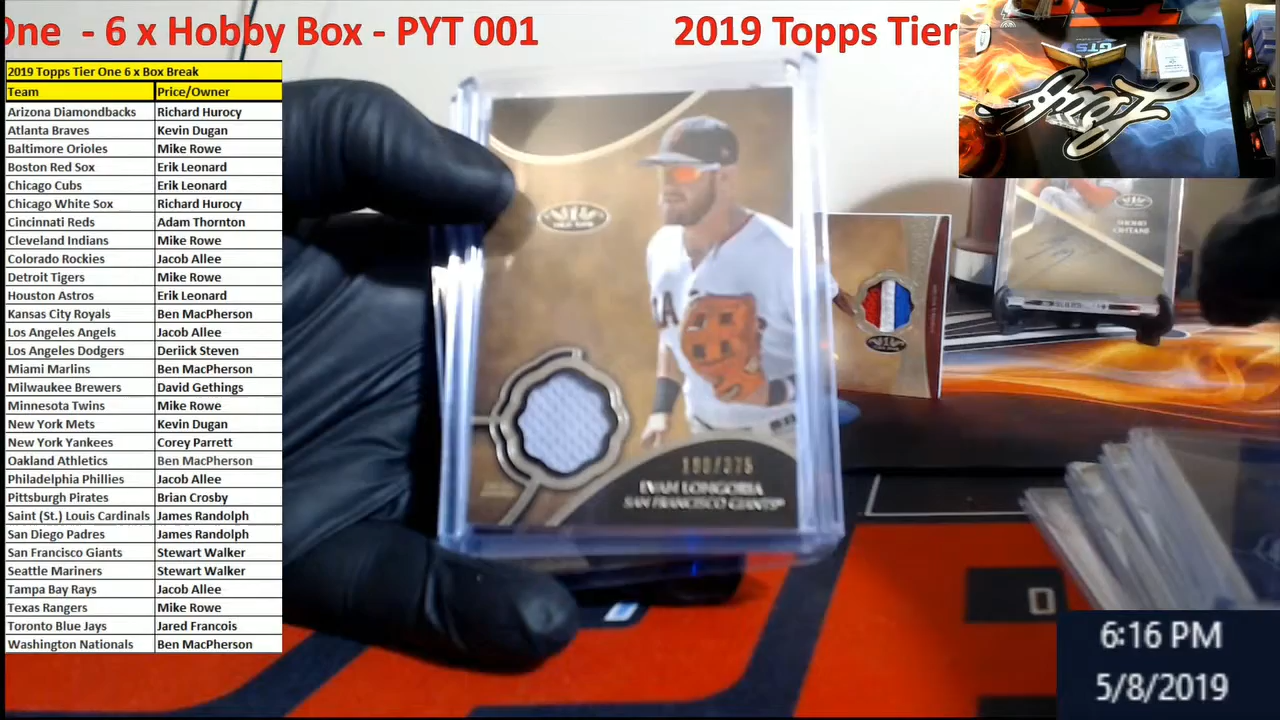 One - 6 x Hobby Box - PYT 001
2019 Topps Tier
2019 Topps Tier One 6 x Box Break
Team Price/Owner
Arizona Diamondbacks Richard Hurocy
Atlanta Braves Kevin Dugan
Baltimore Orioles Mike Rowe
Boston Red Sox Erik Leonard
Chicago Cubs Erik Leonard
Chicago White Sox Richard Hurocy
Cincinnati Reds Adam Thornton
Cleveland Indians Mike Rowe
Colorado Rockies Jacob Allee
Detroit Tigers Mike Rowe
Houston Astros Erik Leonard
Kansas City Royals Ben MacPherson
Los Angeles Angels Jacob Allee
Los Angeles Dodgers Deriick Steven
Miami Marlins Ben MacPherson
Milwaukee Brewers David Gethings
Minnesota Twins Mike Rowe
New York Mets Kevin Dugan
New York Yankees Corey Parrett
Oakland Athletics Ben MacPherson
Philadelphia Phillies Jacob Allee
Pittsburgh Pirates Brian Crosby
Saint (St.) Louis Cardinals James Randolph
San Diego Padres James Randolph
San Francisco Giants Stewart Walker
Seattle Mariners Stewart Walker
Tampa Bay Rays Jacob Allee
Texas Rangers Mike Rowe
Toronto Blue Jays Jared Francois
Washington Nationals Ben MacPherson
EVAN LONGORIA
SAN FRANCISCO GIANTS
SHOHEI
OHTANI
GTS
6:16 PM
5/8/2019